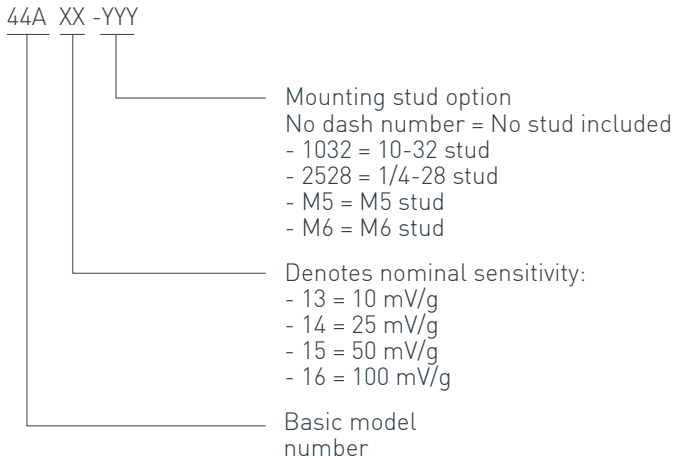 44A XX -YYY
Mounting stud option
No dash number = No stud included
- 1032 = 10-32 stud
- 2528 = 1/4-28 stud
- M5 = M5 stud
- M6 = M6 stud
Denotes nominal sensitivity:
- 13 = 10 mV/g
- 14 = 25 mV/g
- 15 = 50 mV/g
- 16 = 100 mV/g
Basic model
number